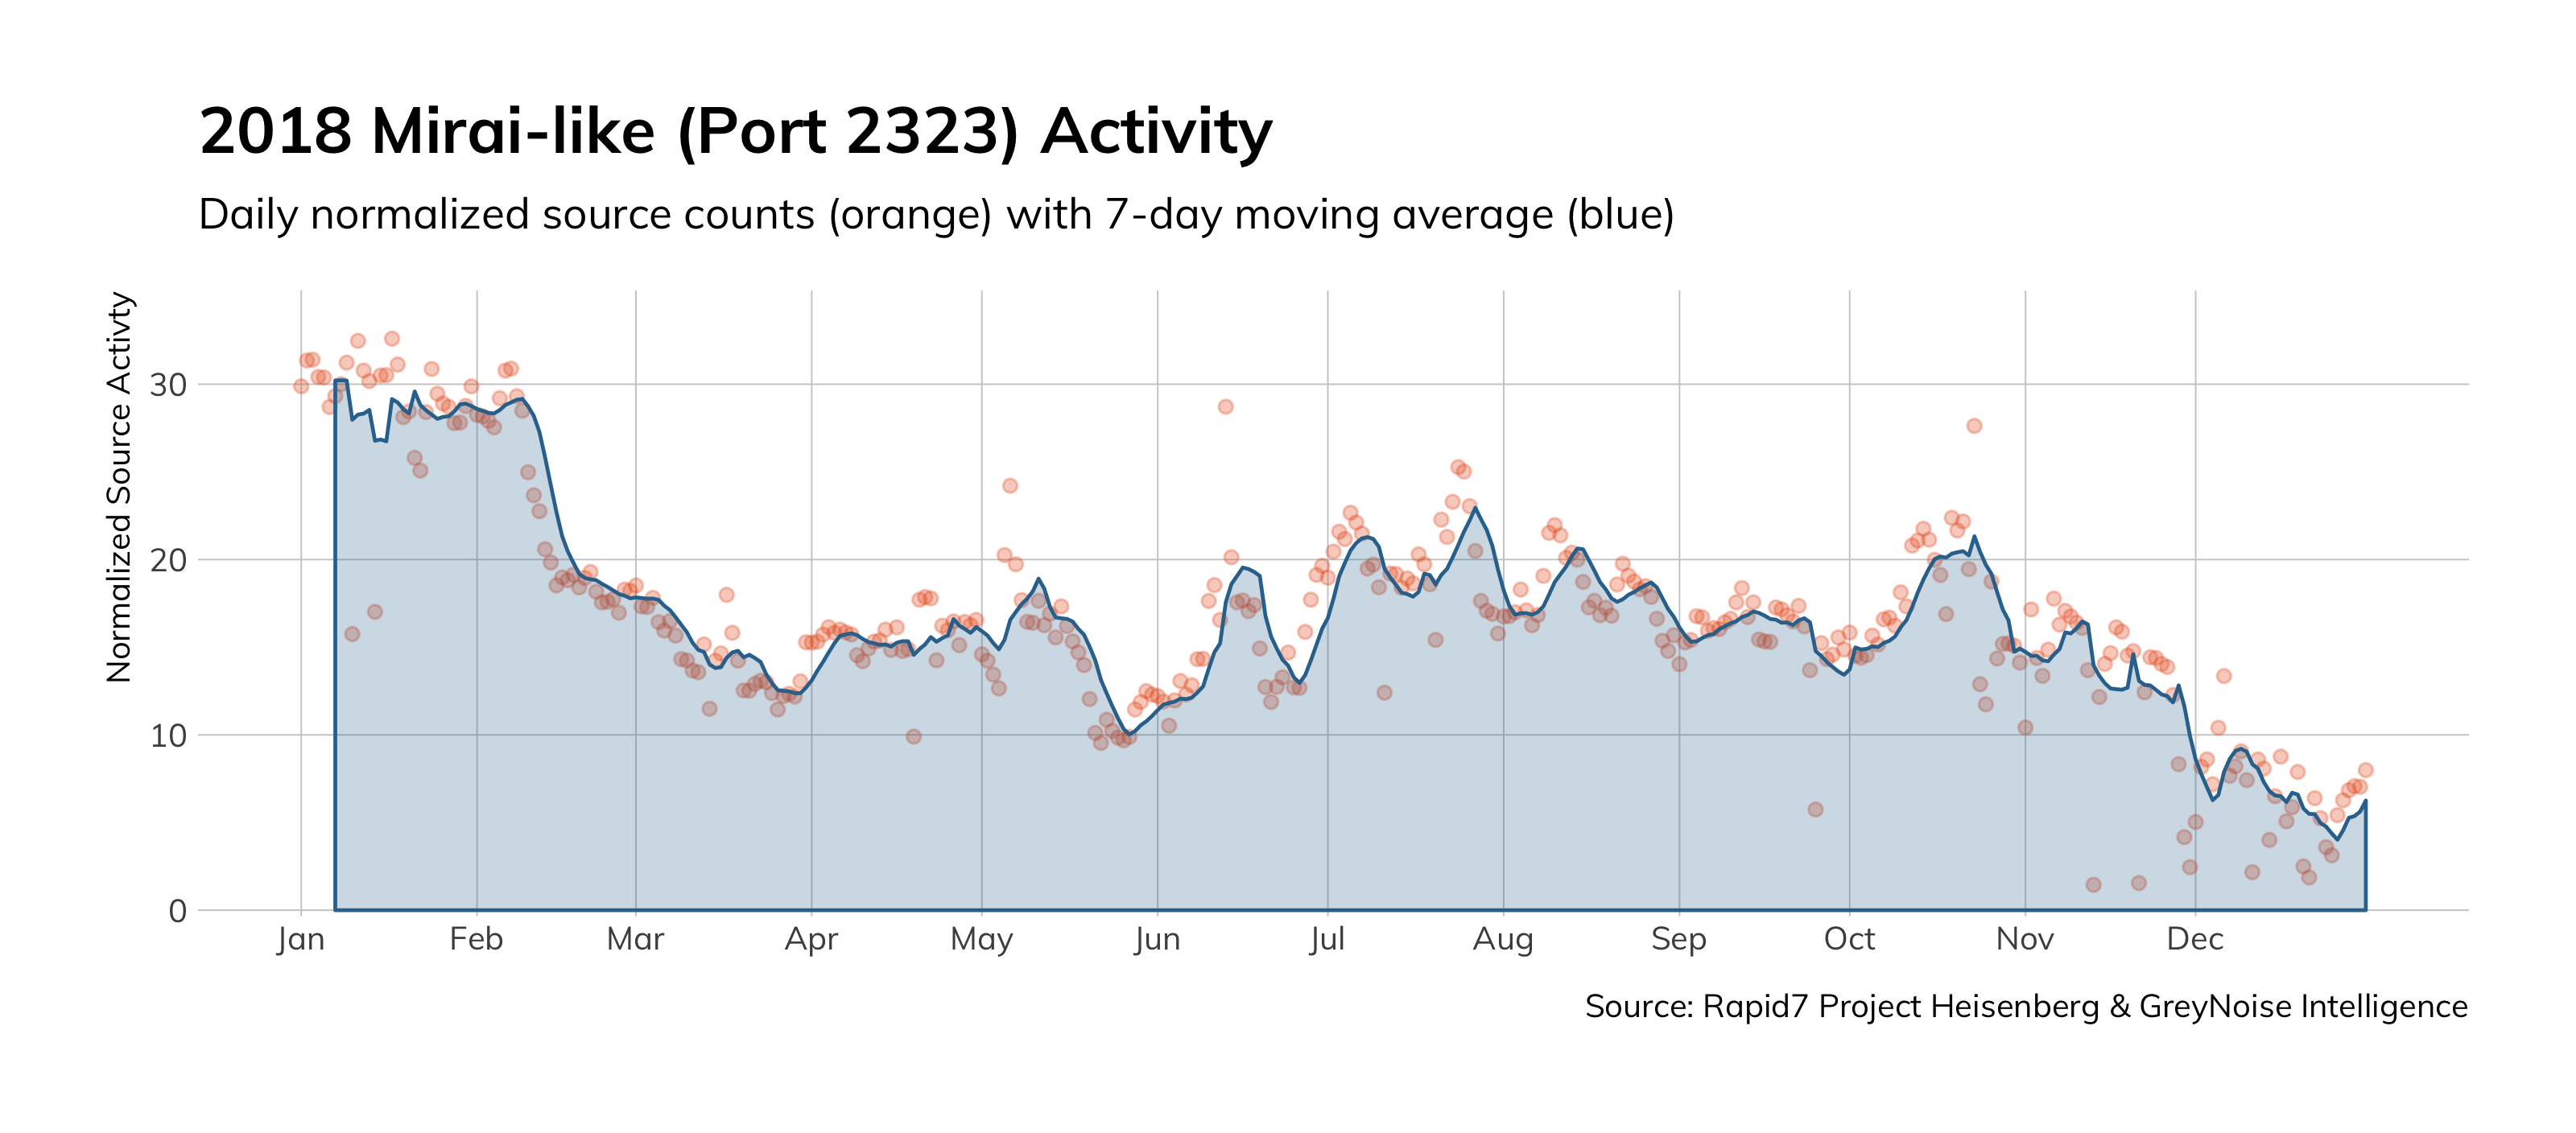 2018 Mirai-like (Port 2323) Activity
Daily normalized source counts (orange) with 7-day moving average (blue)
Normalized Source Activty
30
20
10
0
Jan Feb Mar Apr May Jun Jul Aug Sep Oct Nov Dec
Source: Rapid7 Project Heisenberg & GreyNoise Intelligence